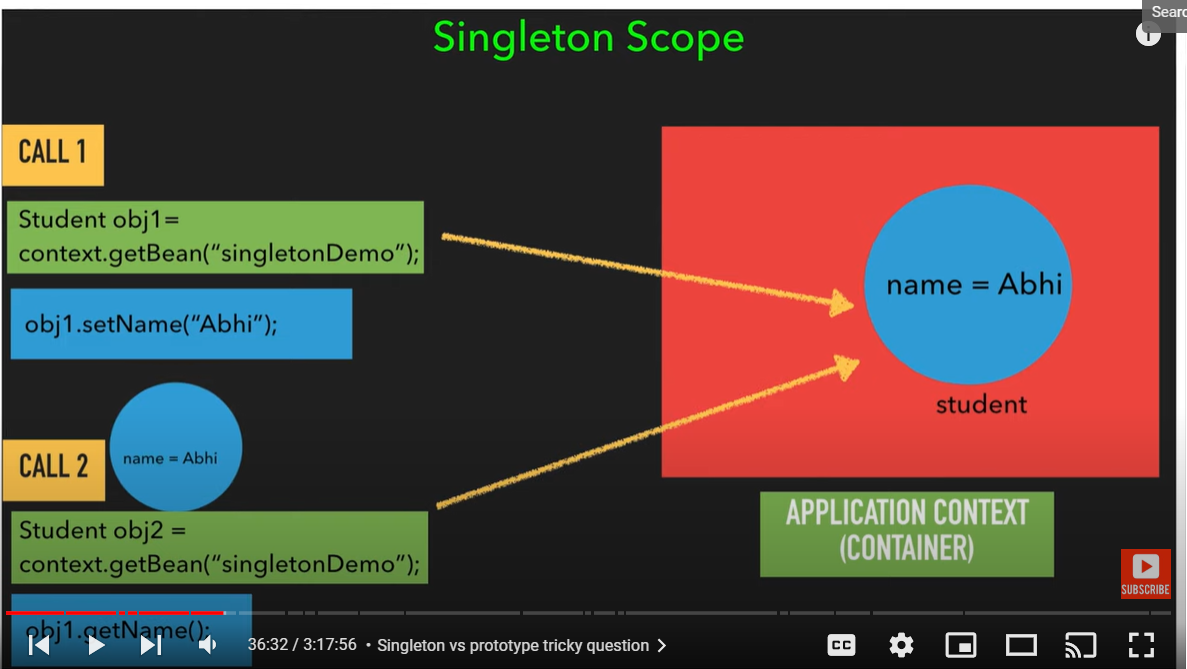 Searc
Singleton Scope
CALL 1
Student obj1=
context.getBean(“singletonDemo”);
obj1.setName(“Abhi”);
name = Abhi
student
name = Abhi
CALL 2
Student obj2 =
context.getBean(“singletonDemo”);
APPLICATION CONTEXT
(CONTAINER)
SUBSCRIBE
obj1.getName();
36:32 / 3:17:56 • Singleton vs prototype tricky question
CC